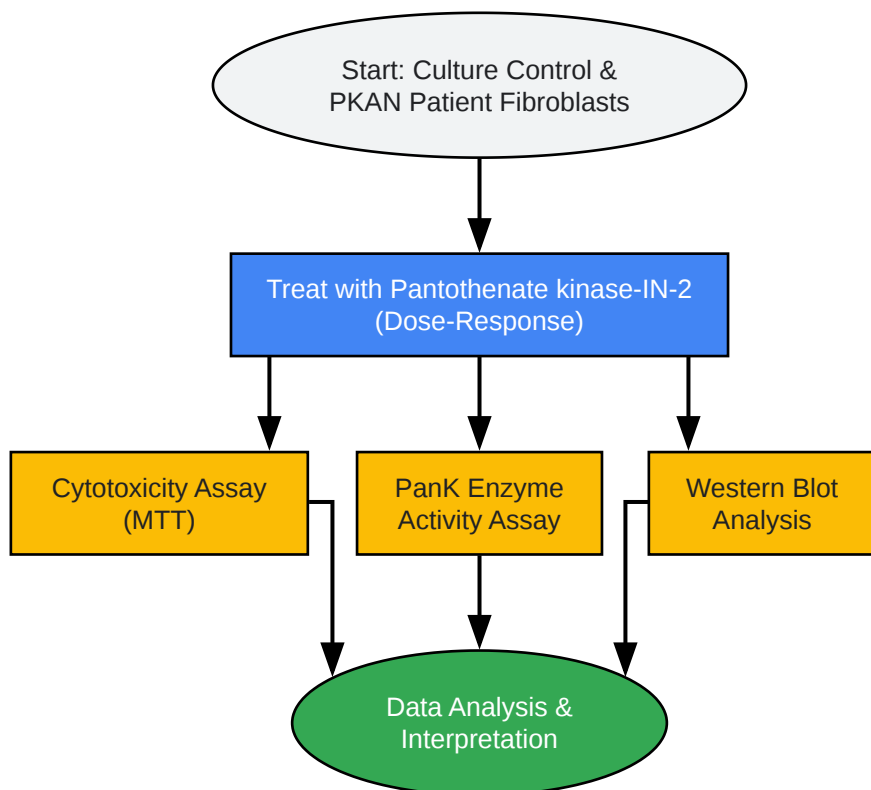 Start: Culture Control &
PKAN Patient Fibroblasts
Treat with Pantothenate kinase-IN-2
(Dose-Response)
Cytotoxicity Assay
(MTT)
PanK Enzyme
Activity Assay
Western Blot
Analysis
Data Analysis &
Interpretation